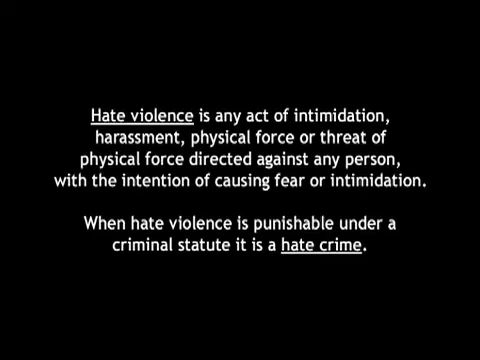 Hate violence is any act of intimidation,
harassment, physical force or threat of
physical force directed against any person,
with the intention of causing fear or intimidation.
When hate violence is punishable under a
criminal statute it is a hate crime.